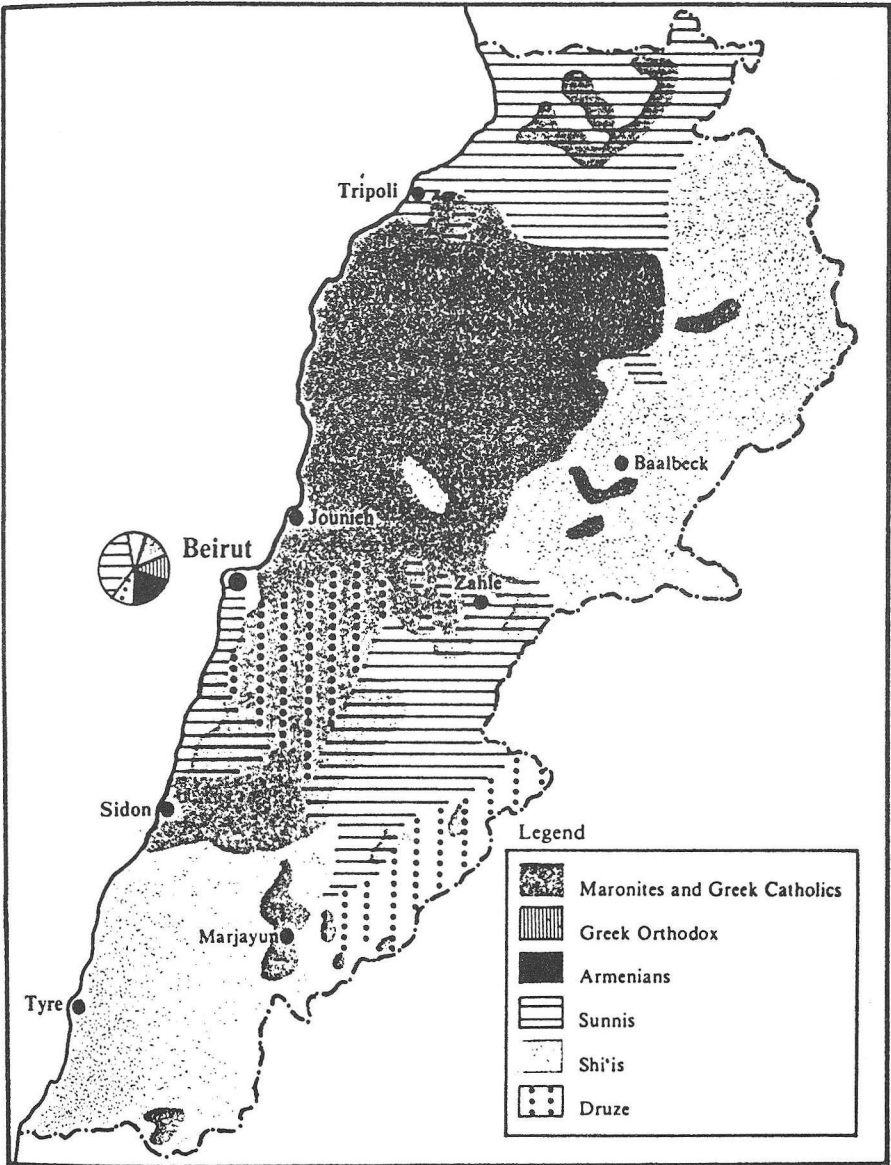 Tripoli
Baalbeck
Jounieh
Beirut
Zahle
Sidon
Legend
Maronites and Greek Catholics
Greek Orthodox
Marjayun
Armenians
Tyre
Sunnis
Shi'is
Druze